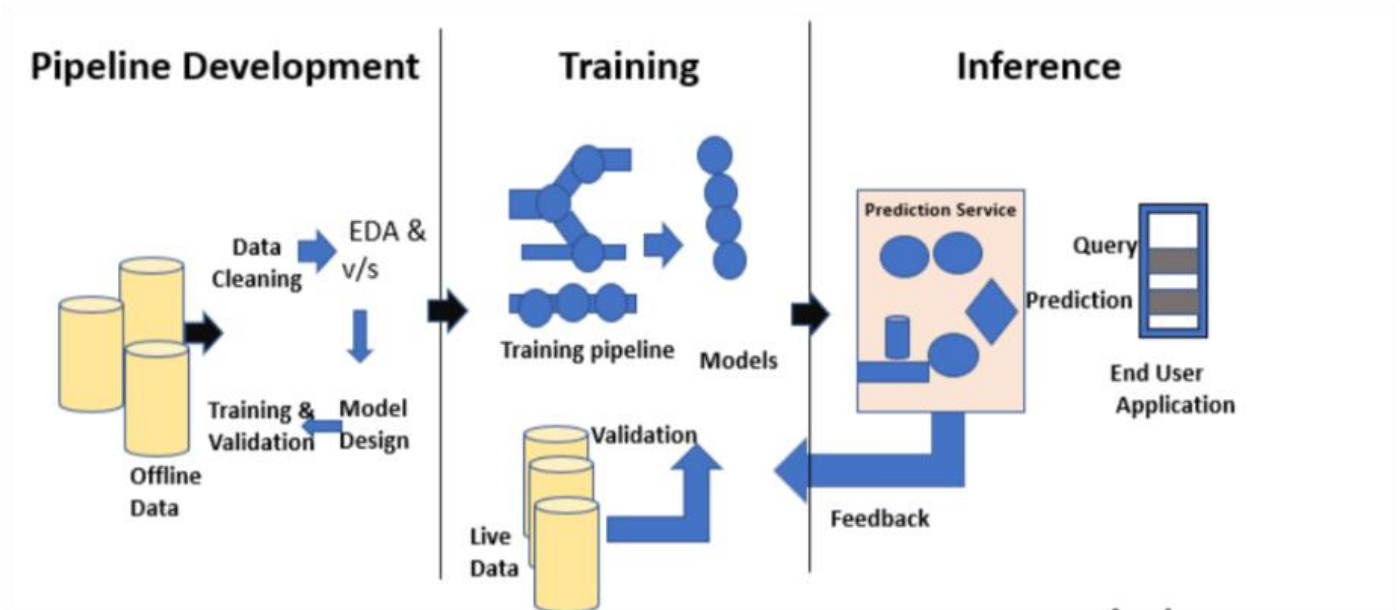 Pipeline Development
Data
Cleaning
EDA &
v/s
Training &
Validation
Model
Design
Offline
Data
Training
Training pipeline
Models
Validation
Live
Data
Inference
Prediction Service
Query
Prediction
End User
Application
Feedback